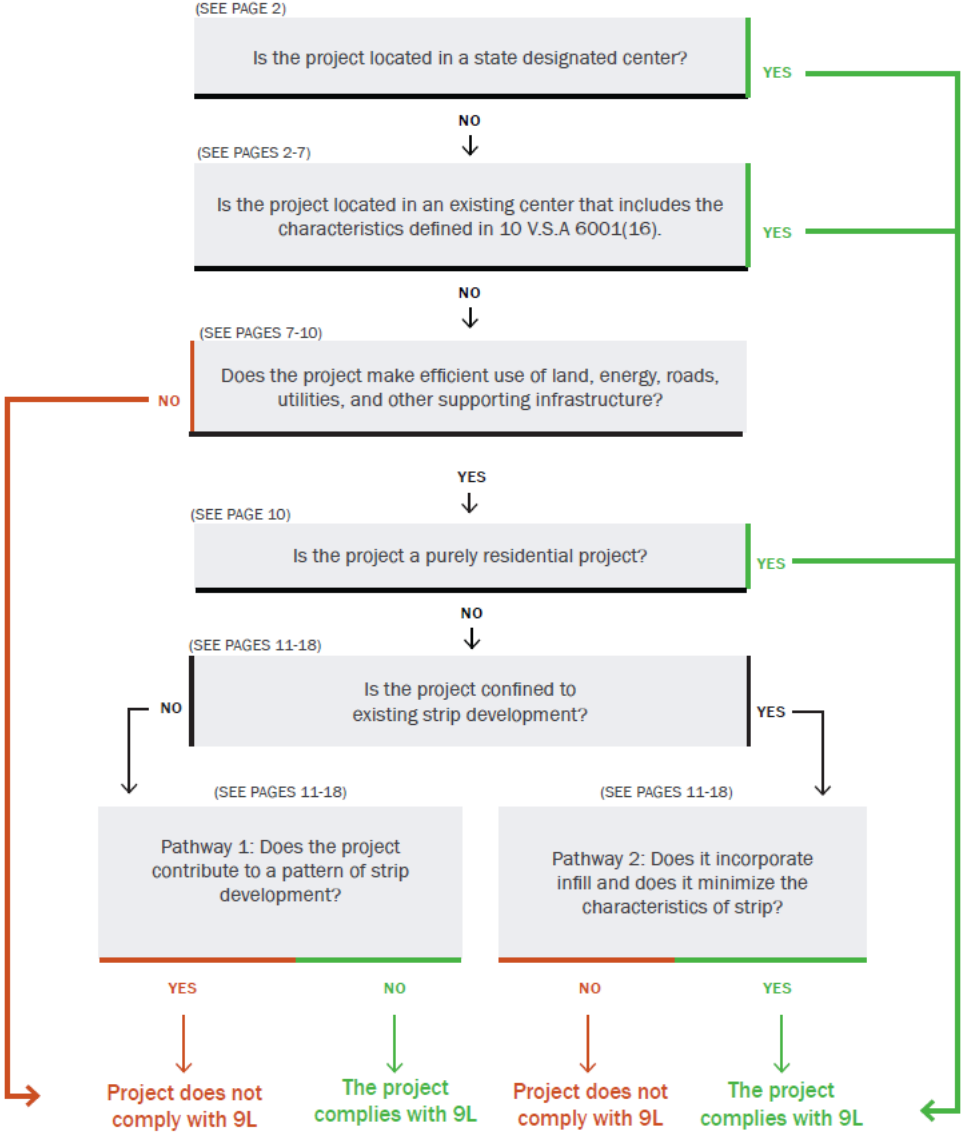 (SEE PAGE 2)
Is the project located in a state designated center?
YES
NO
(SEE PAGES 2-7)
Is the project located in an existing center that includes the
characteristics defined in 10 V.S.A 6001(16).
YES
NO
(SEE PAGES 7-10)
Does the project make efficient use of land, energy, roads,
utilities, and other supporting infrastructure?
NO
YES
(SEE PAGE 10)
Is the project a purely residential project?
YES
NO
(SEE PAGES 11-18)
Is the project confined to
existing strip development?
NO
YES
(SEE PAGES 11-18)
Pathway 1: Does the project
contribute to a pattern of strip
development?
(SEE PAGES 11-18)
Pathway 2: Does it incorporate
infill and does it minimize the
characteristics of strip?
YES
NO
NO
YES
Project does not
comply with 9L
The project
complies with 9L
Project does not
comply with 9L
The project
complies with 9L